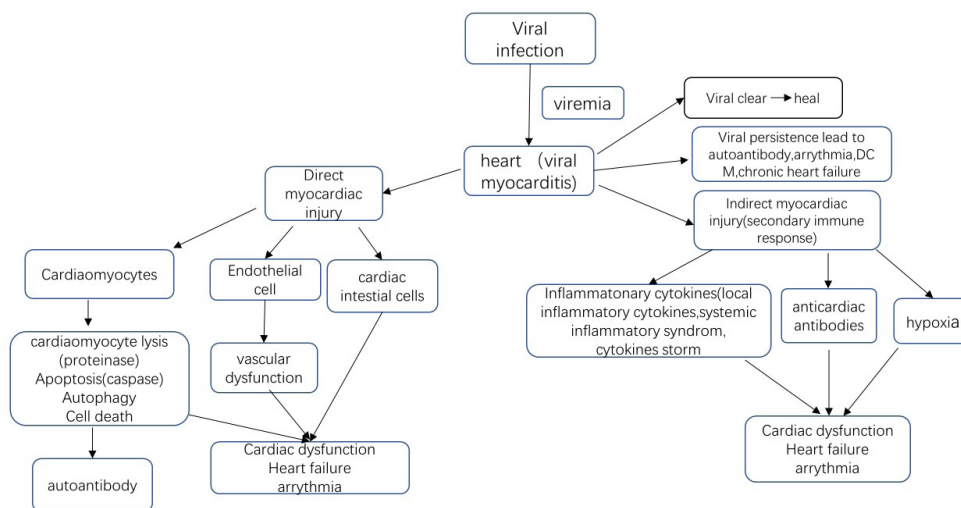 Viral
infection
viremia
Viral clear → heal
heart （viral
myocarditis)
Viral persistence lead to
autoantibody,arrythmia,DC
M,chronic heart failure
Direct
myocardiac
injury
Indirect myocardiac
injury(secondary immune
response)
Cardaomyocytes
Endothelial
cell
cardiac
intestial cells
Inflammatonary cytokines(local
inflammatory cytokines,systemic
inflammatory syndrom,
cytokines storm
anticardiac
antibodies
hypoxia
cardaomyocyte lysis
(proteinase)
Apoptosis(caspase)
Autophagy
Cell death
vascular
dysfunction
autoantibody
Cardiac dysfunction
Heart failure
arrythmia
Cardiac dysfunction
Heart failure
arrythmia